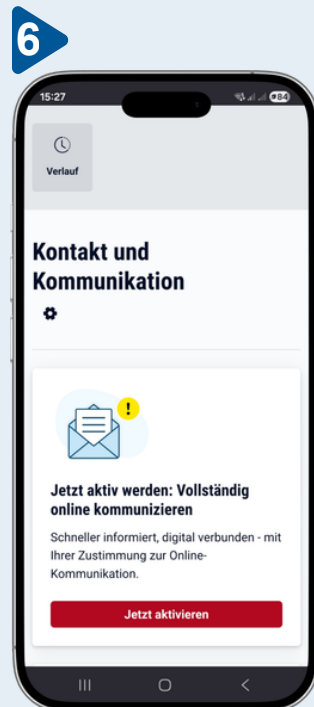 6
15:27
84
Verlauf
Kontakt und
Kommunikation
!
Jetzt aktiv werden: Vollständig
online kommunizieren
Schneller informiert, digital verbunden - mit
Ihrer Zustimmung zur Online-
Kommunikation.
Jetzt aktivieren